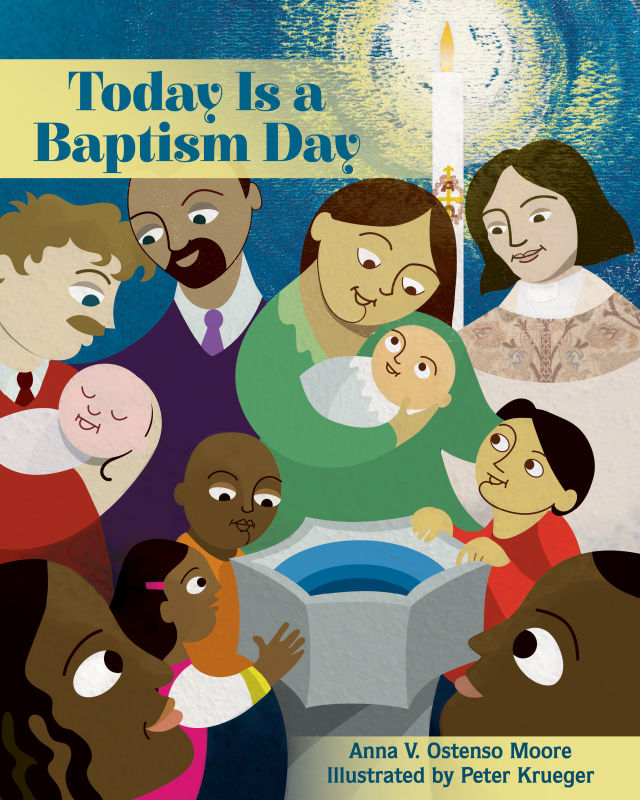 Today Is a
Baptism Day
Anna V. Ostenso Moore
Illustrated by Peter Krueger